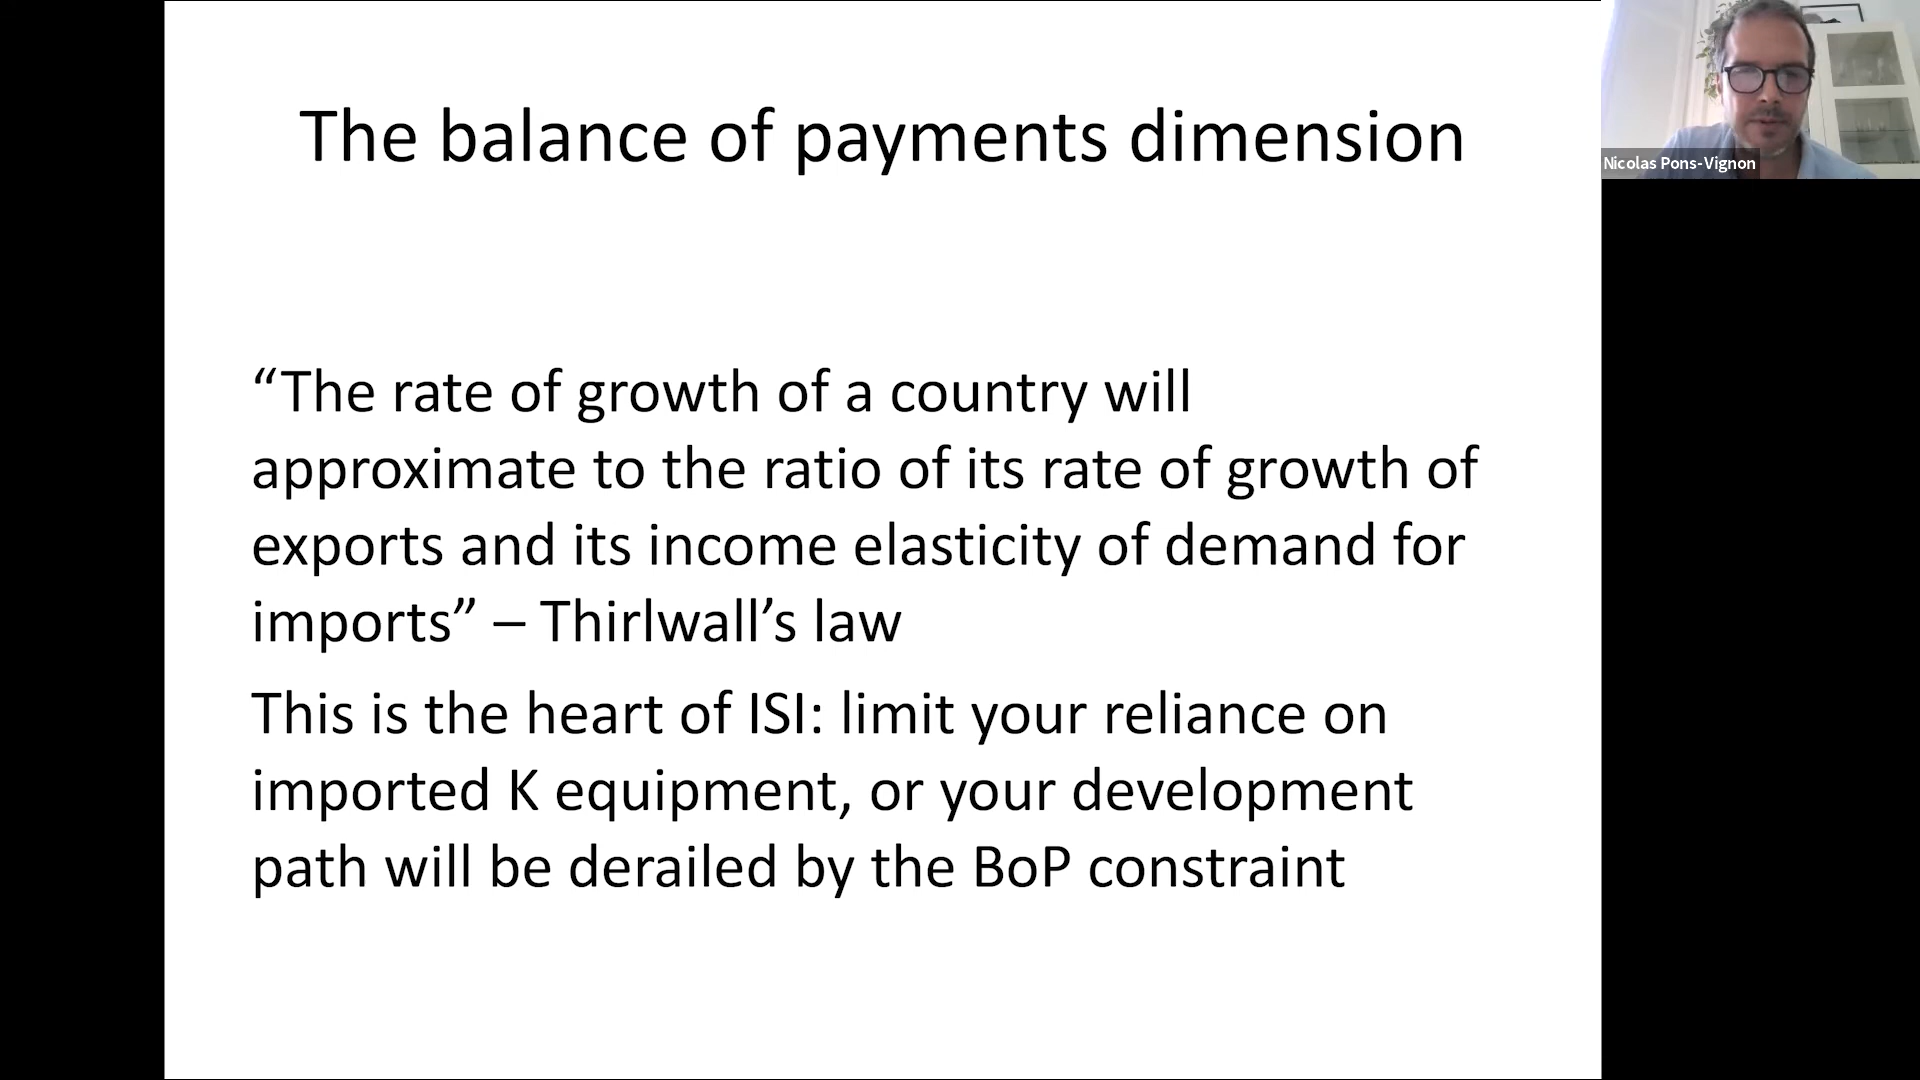 The balance of payments dimension
Nicolas Pons-Vignon
“The rate of growth of a country will
approximate to the ratio of its rate of growth of
exports and its income elasticity of demand for
imports” – Thirlwall’s law
This is the heart of ISI: limit your reliance on
imported K equipment, or your development
path will be derailed by the BoP constraint